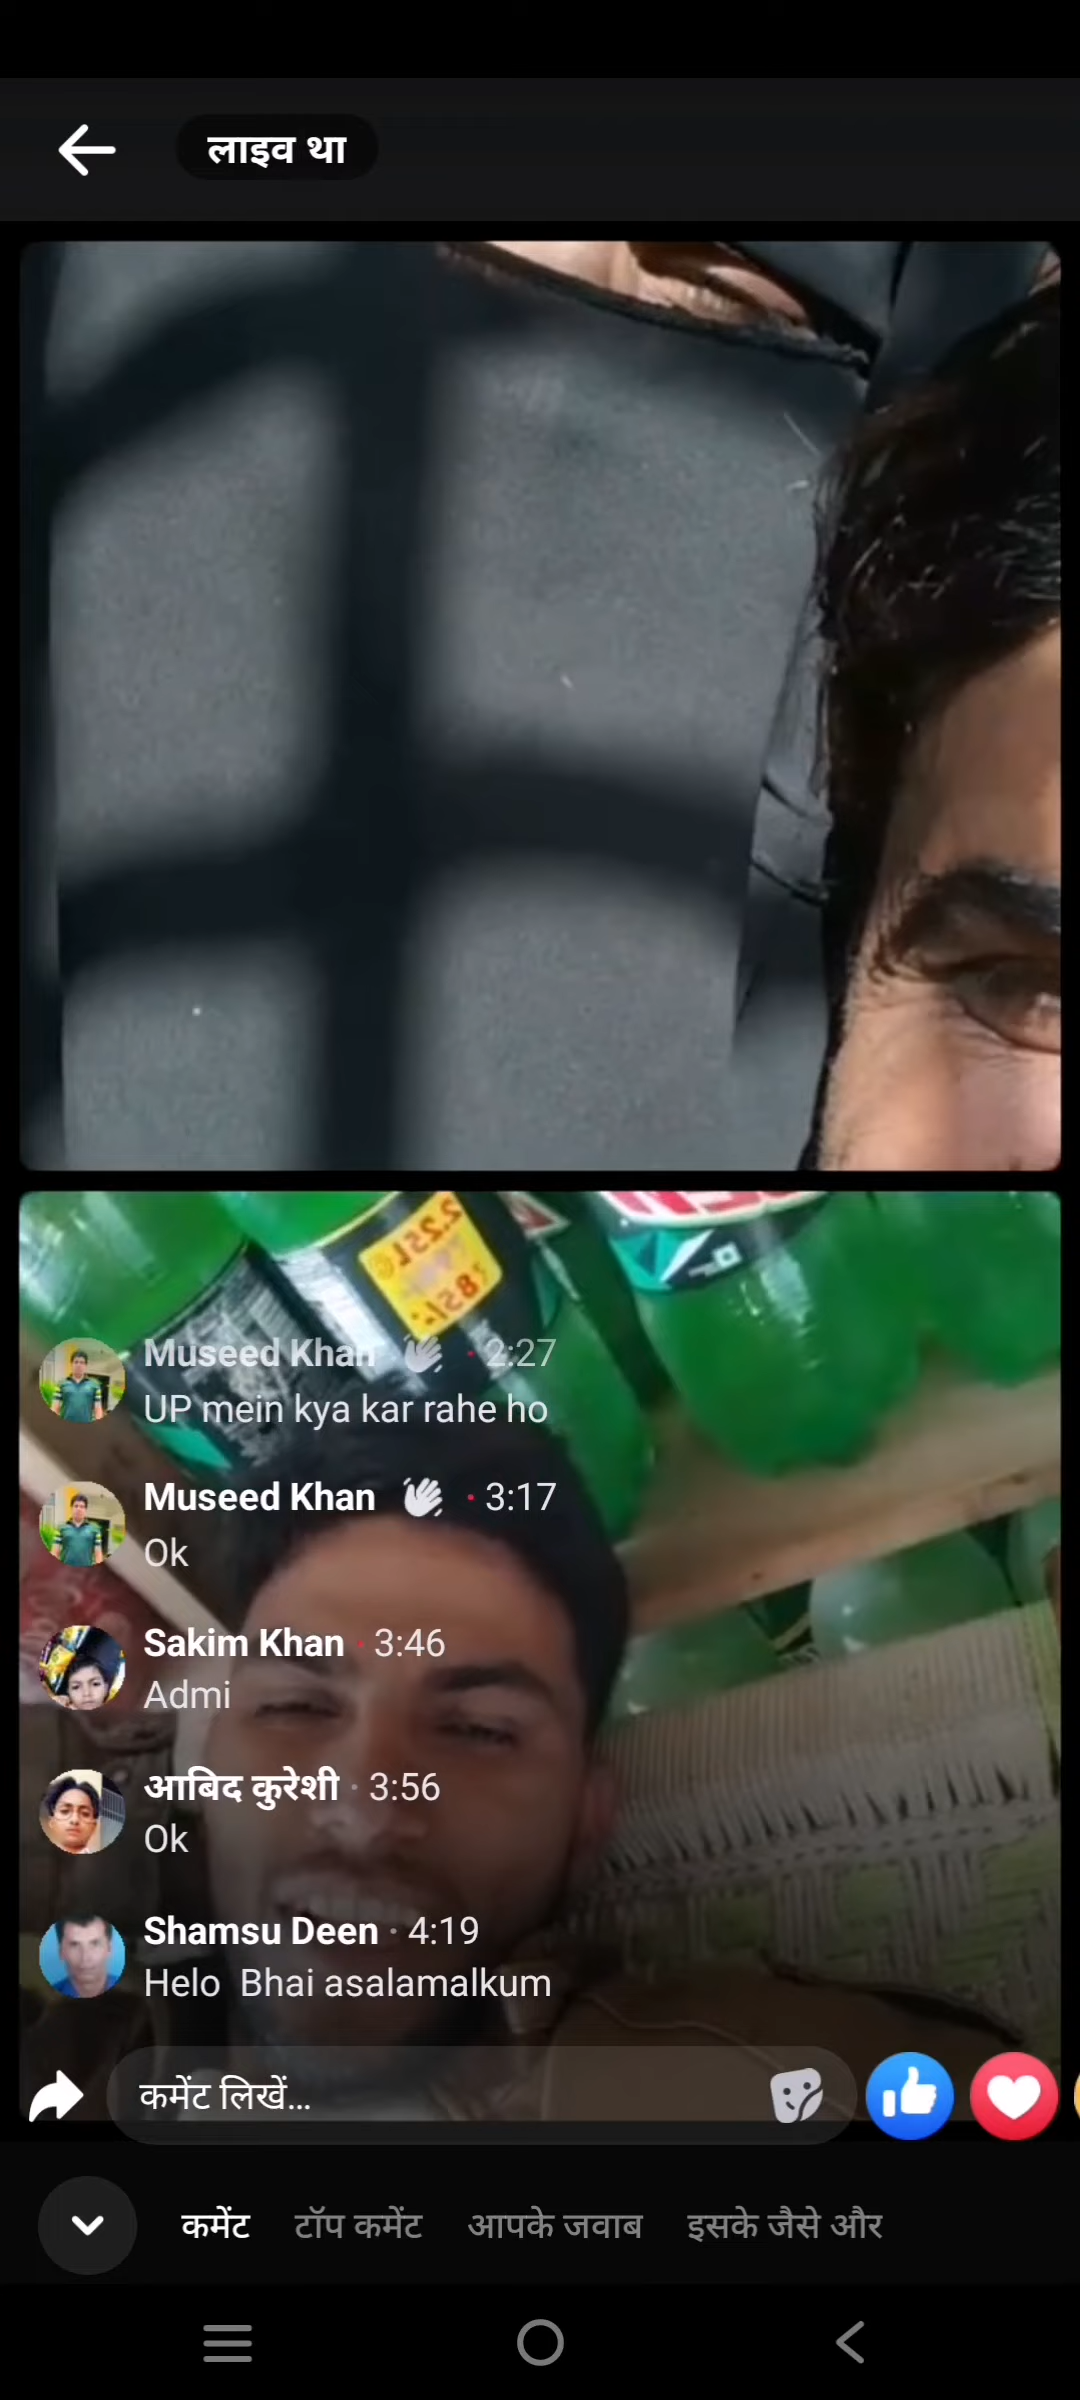 लाइव था
Museed Khan 👋 · 2:27
UP mein kya kar rahe ho
Museed Khan 👋 · 3:17
Ok
Sakim Khan · 3:46
Admi
आबिद कुरेशी · 3:56
Ok
Shamsu Deen · 4:19
Helo Bhai asalamalkum
कमेंट लिखें...
कमेंट टॉप कमेंट आपके जवाब इसके जैसे और